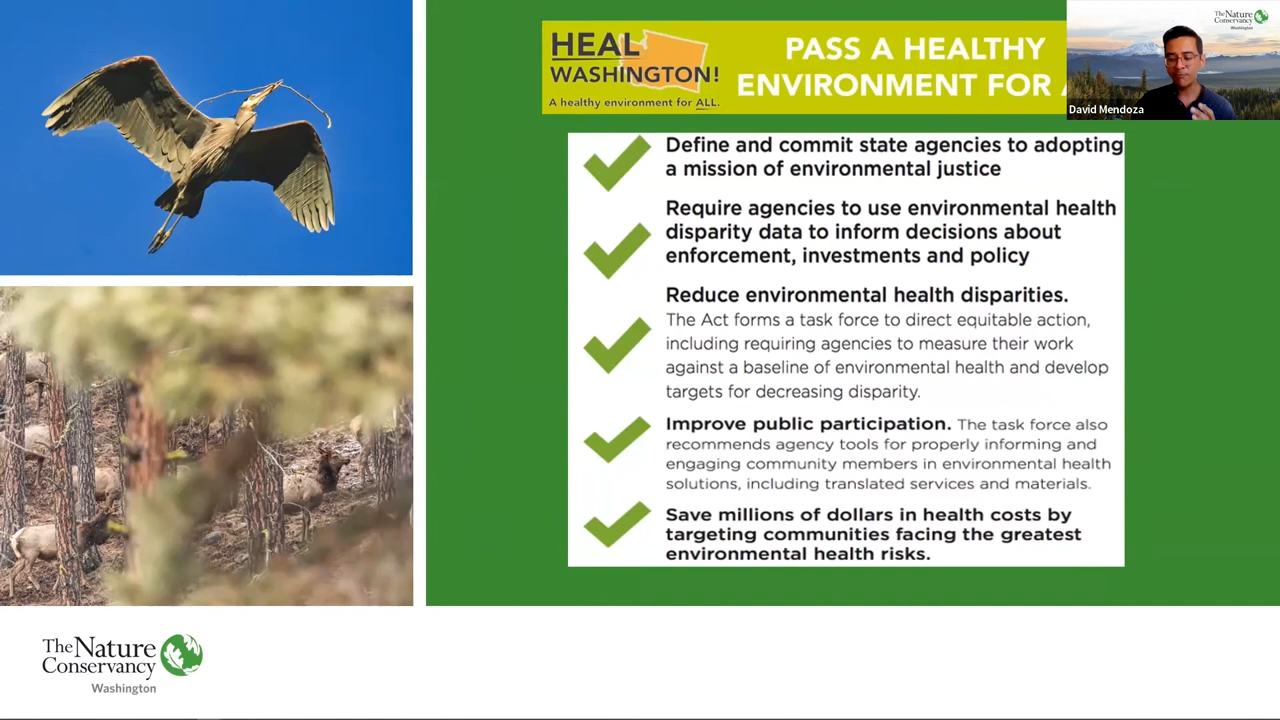 HEAL
WASHINGTON!
A healthy environment for ALL.
PASS A HEALTHY
ENVIRONMENT FOR
The Nature
Conservancy
Washington
David Mendoza
Define and commit state agencies to adopting
a mission of environmental justice
Require agencies to use environmental health
disparity data to inform decisions about
enforcement, investments and policy
Reduce environmental health disparities.
The Act forms a task force to direct equitable action,
including requiring agencies to measure their work
against a baseline of environmental health and develop
targets for decreasing disparity.
Improve public participation. The task force also
recommends agency tools for properly informing and
engaging community members in environmental health
solutions, including translated services and materials.
Save millions of dollars in health costs by
targeting communities facing the greatest
environmental health risks.
The Nature
Conservancy
Washington